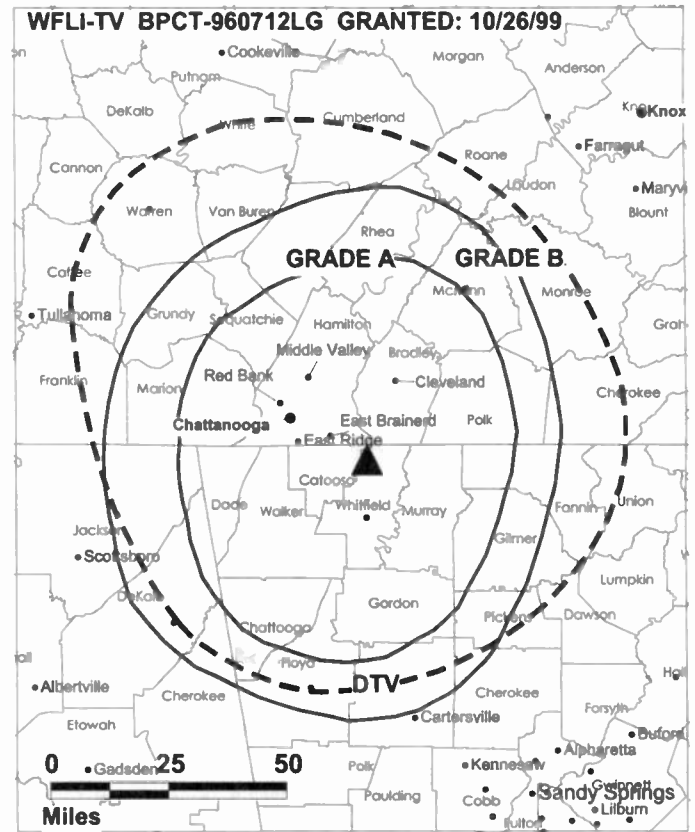 WFLi-TV BPCT-960712LG GRANTED: 10/26/99
Cookeville
Morgan
Putnam
Anderson
DeKalb
White
Cumberland
Knox
Farragut
Roane
Cannon
Loudon
Maryv
Warren
Van Buren
Blount
Rhea
GRADE A
GRADE B
Coffee
McMinn
Monroe
Tullahoma
Grundy
Sequatchie
Hamilton
Grah
Middle Valley
Bradley
Franklin
Marion
Red Bank
Cleveland
Cherokee
Chattanooga
East Brainerd
Polk
East Ridge
Catoosa
Dade
Walker
Whitfield
Murray
Fannin
Union
Jackson
Gilmer
Scottsboro
Lumpkin
DeKalb
Gordon
Pickens
Dawson
Chattooga
Floyd
DTV
Albertville
Cherokee
Cherokee
Forsyth
Etowah
Cartersville
Buford
Alpharetta
0 25 50
Gadsden
Polk
Kennesaw
Gwinnett
Paulding
Sandy Springs
Cobb
Lilburn
Miles
Fulton